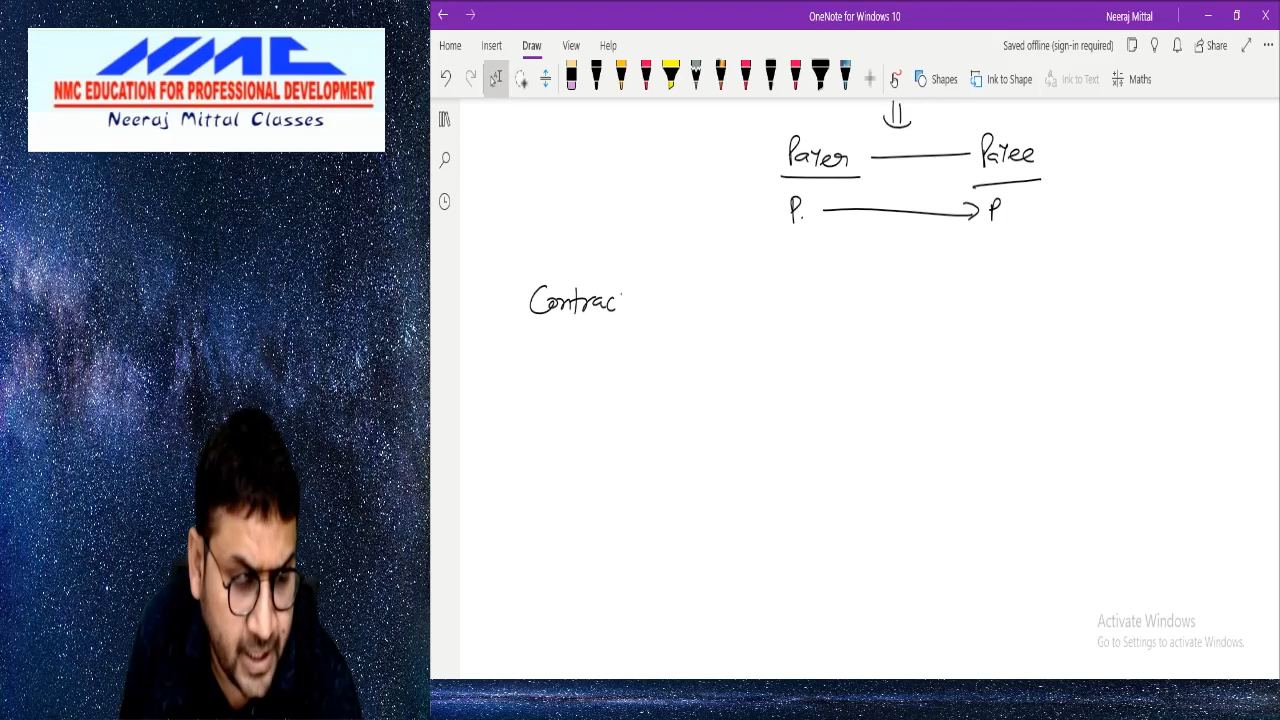 NMC
NMC EDUCATION FOR PROFESSIONAL DEVELOPMENT
Neeraj Mittal Classes
OneNote for Windows 10
Neeraj Mittal
Home Insert Draw View Help
Saved offline (sign-in required)
Share
Shapes
Ink to Shape
Ink to Text
Maths
Payer Payee
P. P
Contrac
Activate Windows
Go to Settings to activate Windows.